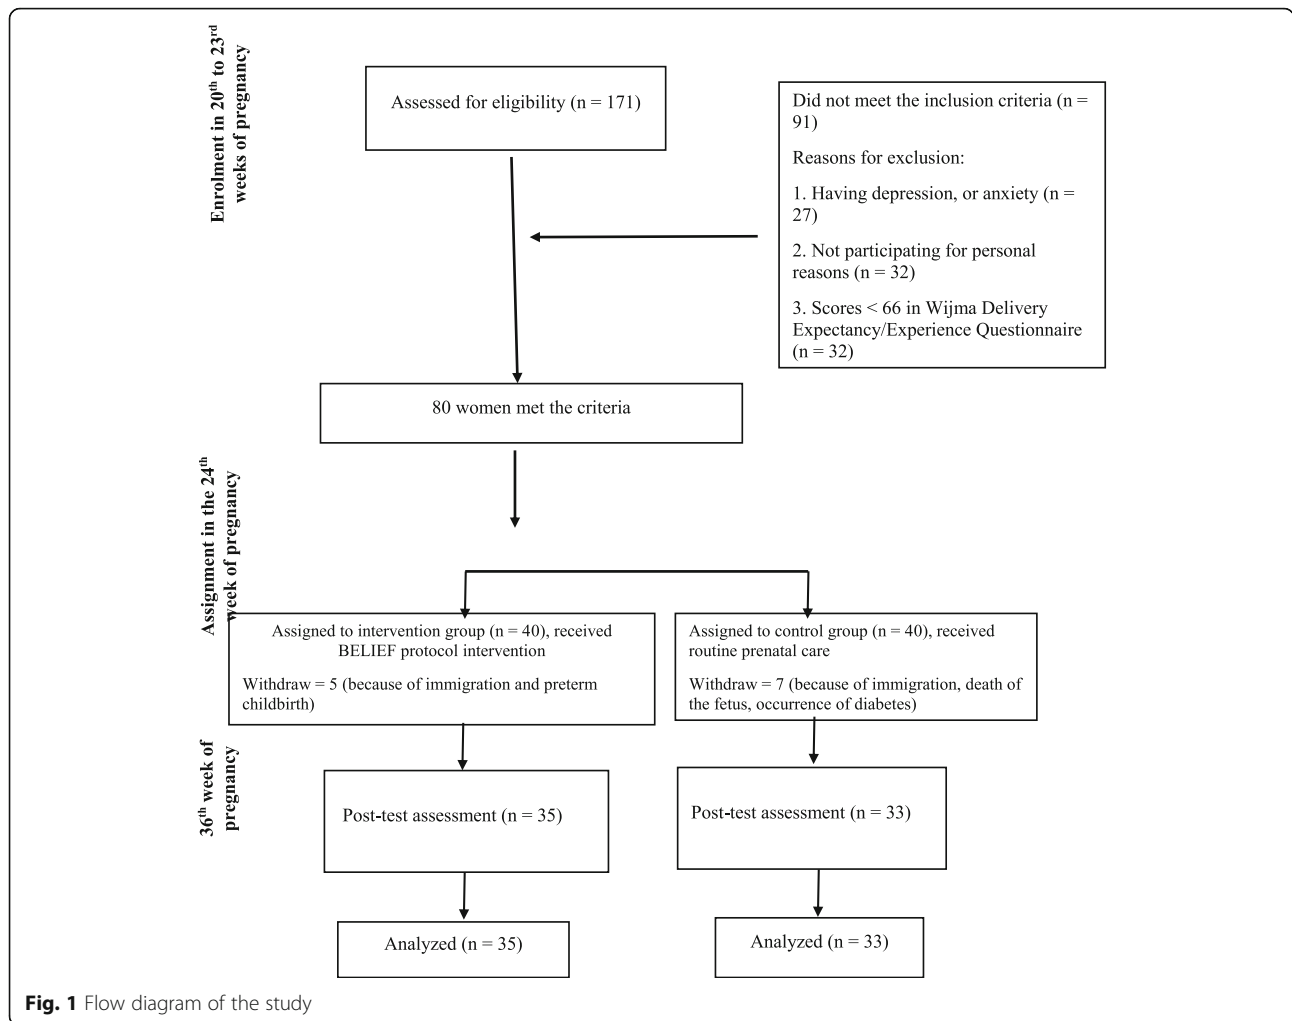 Enrolment in 20th to 23rd
weeks of pregnancy
Assessed for eligibility (n = 171)
Did not meet the inclusion criteria (n =
91)
Reasons for exclusion:
1. Having depression, or anxiety (n =
27)
2. Not participating for personal
reasons (n = 32)
3. Scores < 66 in Wijma Delivery
Expectancy/Experience Questionnaire
(n = 32)
80 women met the criteria
Assignment in the 24th
week of pregnancy
Assigned to intervention group (n = 40), received
BELIEF protocol intervention
Withdraw = 5 (because of immigration and preterm
childbirth)
Assigned to control group (n = 40), received
routine prenatal care
Withdraw = 7 (because of immigration, death of
the fetus, occurrence of diabetes)
36th week of
pregnancy
Post-test assessment (n = 35)
Post-test assessment (n = 33)
Analyzed (n = 35)
Analyzed (n = 33)
Fig. 1 Flow diagram of the study